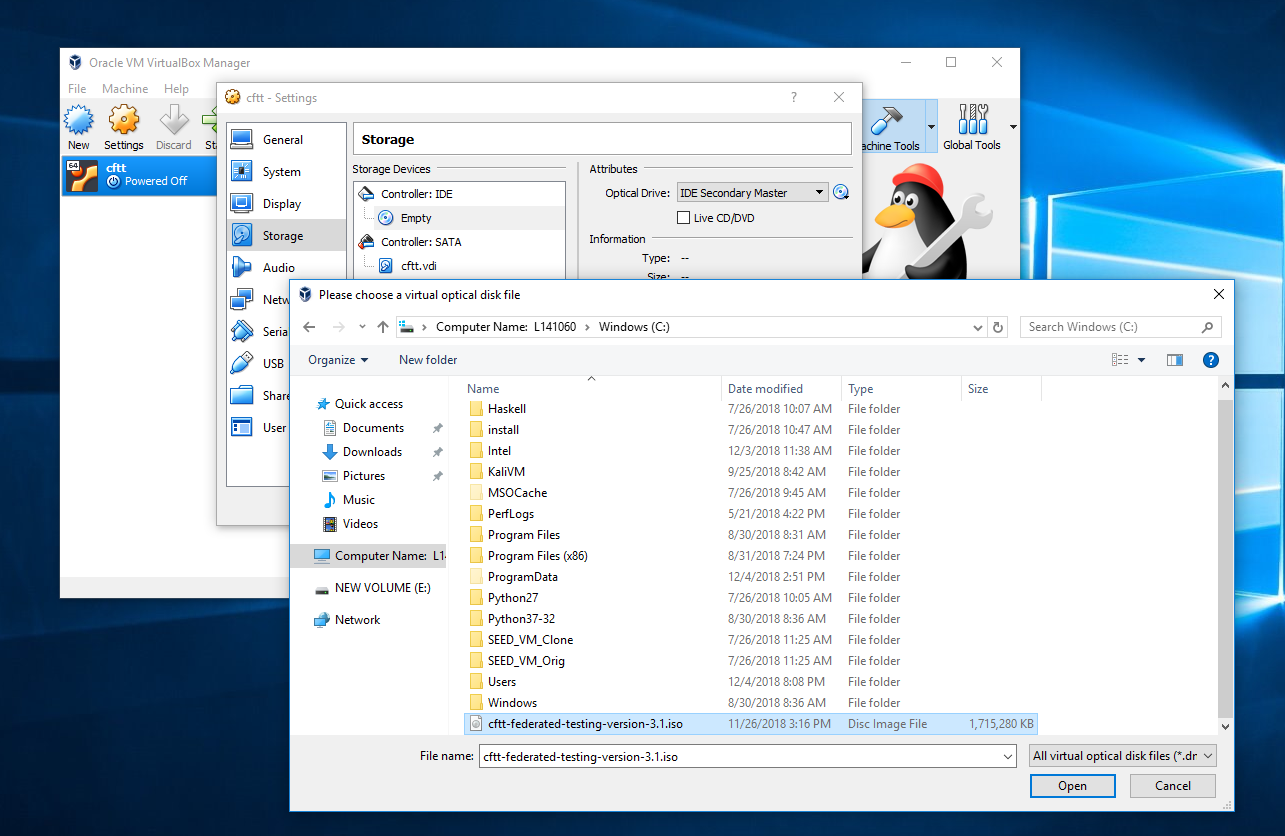 Oracle VM VirtualBox Manager
File Machine Help
New Settings Discard
Machine Tools Global Tools
64
cftt
Powered Off
cftt - Settings ?
General
System
Display
Storage
Audio
USB
User
Storage
Storage Devices
Controller: IDE
Empty
Controller: SATA
cftt.vdi
Attributes
Optical Drive: IDE Secondary Master
Live CD/DVD
Information
Type: --
Size: --
Please choose a virtual optical disk file
Computer Name: L141060 › Windows (C:)
Search Windows (C:)
Organize New folder ?
Quick access
Documents
Downloads
Pictures
Music
Videos
Computer Name: L1
NEW VOLUME (E:)
Network
Name Date modified Type Size
Haskell 7/26/2018 10:07 AM File folder
install 7/26/2018 10:47 AM File folder
Intel 12/3/2018 11:38 AM File folder
KaliVM 9/25/2018 8:42 AM File folder
MSOCache 7/26/2018 9:45 AM File folder
PerfLogs 5/21/2018 4:22 PM File folder
Program Files 8/30/2018 8:31 AM File folder
Program Files (x86) 8/31/2018 7:24 PM File folder
ProgramData 12/4/2018 2:51 PM File folder
Python27 7/26/2018 10:05 AM File folder
Python37-32 8/30/2018 8:36 AM File folder
SEED_VM_Clone 7/26/2018 11:25 AM File folder
SEED_VM_Orig 7/26/2018 11:25 AM File folder
Users 12/4/2018 8:08 PM File folder
Windows 8/30/2018 8:36 AM File folder
cftt-federated-testing-version-3.1.iso 11/26/2018 3:16 PM Disc Image File 1,715,280 KB
File name: cftt-federated-testing-version-3.1.iso All virtual optical disk files (*.dr
Open Cancel